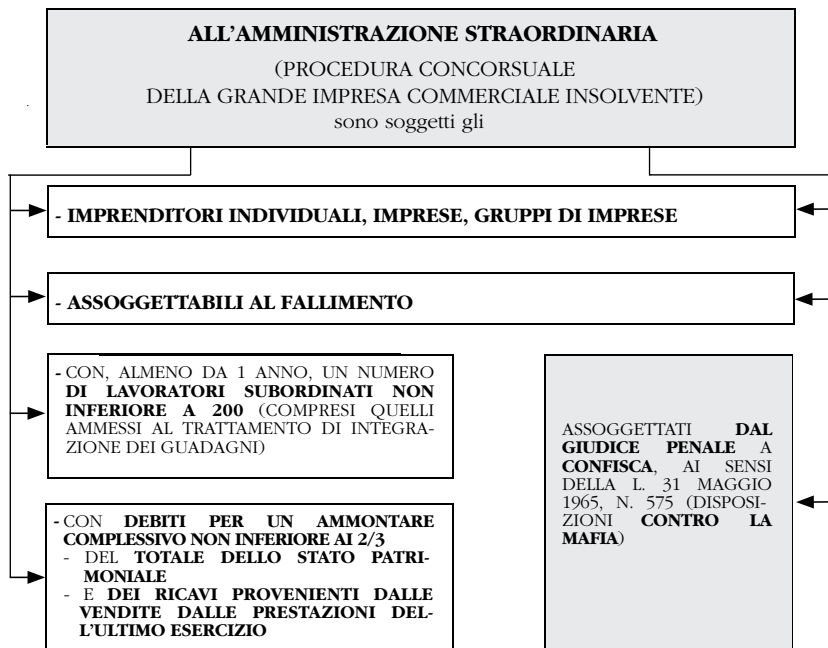 ALL'AMMINISTRAZIONE STRAORDINARIA
(PROCEDURA CONCORSUALE
DELLA GRANDE IMPRESA COMMERCIALE INSOLVENTE)
sono soggetti gli
- IMPRENDITORI INDIVIDUALI, IMPRESE, GRUPPI DI IMPRESE
- ASSOGGETTABILI AL FALLIMENTO
- CON, ALMENO DA 1 ANNO, UN NUMERO
DI LAVORATORI SUBORDINATI NON
INFERIORE A 200 (COMPRESI QUELLI
AMMESSI AL TRATTAMENTO DI INTEGRA-
ZIONE DEI GUADAGNI)
- CON DEBITI PER UN AMMONTARE
COMPLESSIVO NON INFERIORE AI 2/3
- DEL TOTALE DELLO STATO PATRI-
MONIALE
- E DEI RICAVI PROVENIENTI DALLE
VENDITE DALLE PRESTAZIONI DEL-
L'ULTIMO ESERCIZIO
ASSOGGETTATI DAL
GIUDICE PENALE A
CONFISCA, AI SENSI
DELLA L. 31 MAGGIO
1965, N. 575 (DISPOSI-
ZIONI CONTRO LA
MAFIA)